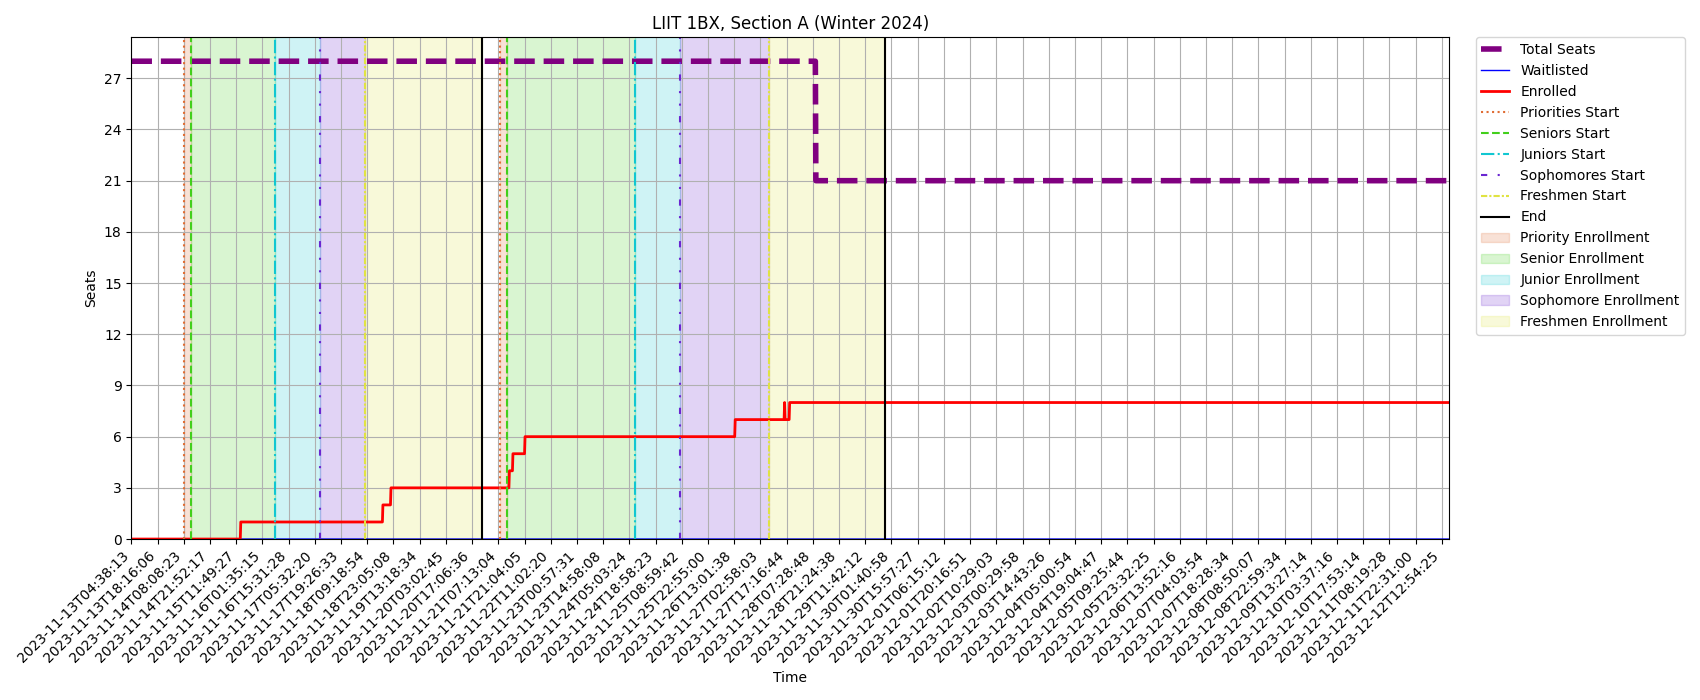 LIIT 1BX, Section A (Winter 2024)
Seats
27
24
21
18
15
12
9
6
3
0
2023-11-13T04:38:13
2023-11-13T18:16:06
2023-11-14T08:08:23
2023-11-14T21:52:17
2023-11-15T11:49:27
2023-11-16T01:35:15
2023-11-16T15:31:28
2023-11-17T05:32:20
2023-11-17T19:26:33
2023-11-18T09:18:54
2023-11-18T23:05:08
2023-11-19T13:18:34
2023-11-20T03:02:45
2023-11-20T17:06:36
2023-11-21T07:13:04
2023-11-21T21:04:05
2023-11-22T11:02:20
2023-11-23T00:57:31
2023-11-23T14:58:08
2023-11-24T05:03:24
2023-11-24T18:58:23
2023-11-25T08:59:42
2023-11-25T22:55:00
2023-11-26T13:01:38
2023-11-27T02:58:03
2023-11-27T17:16:44
2023-11-28T07:28:48
2023-11-28T21:24:38
2023-11-29T11:42:12
2023-11-30T01:40:58
2023-11-30T15:57:27
2023-12-01T06:15:12
2023-12-01T20:16:51
2023-12-02T10:29:03
2023-12-03T00:29:58
2023-12-03T14:43:26
2023-12-04T05:00:54
2023-12-04T19:04:47
2023-12-05T09:25:44
2023-12-05T23:32:25
2023-12-06T13:52:16
2023-12-07T04:03:54
2023-12-07T18:28:34
2023-12-08T08:50:07
2023-12-08T22:59:34
2023-12-09T13:27:14
2023-12-10T03:37:16
2023-12-10T17:53:14
2023-12-11T08:19:28
2023-12-11T22:31:00
2023-12-12T12:54:25
Time
Total Seats
Waitlisted
Enrolled
Priorities Start
Seniors Start
Juniors Start
Sophomores Start
Freshmen Start
End
Priority Enrollment
Senior Enrollment
Junior Enrollment
Sophomore Enrollment
Freshmen Enrollment